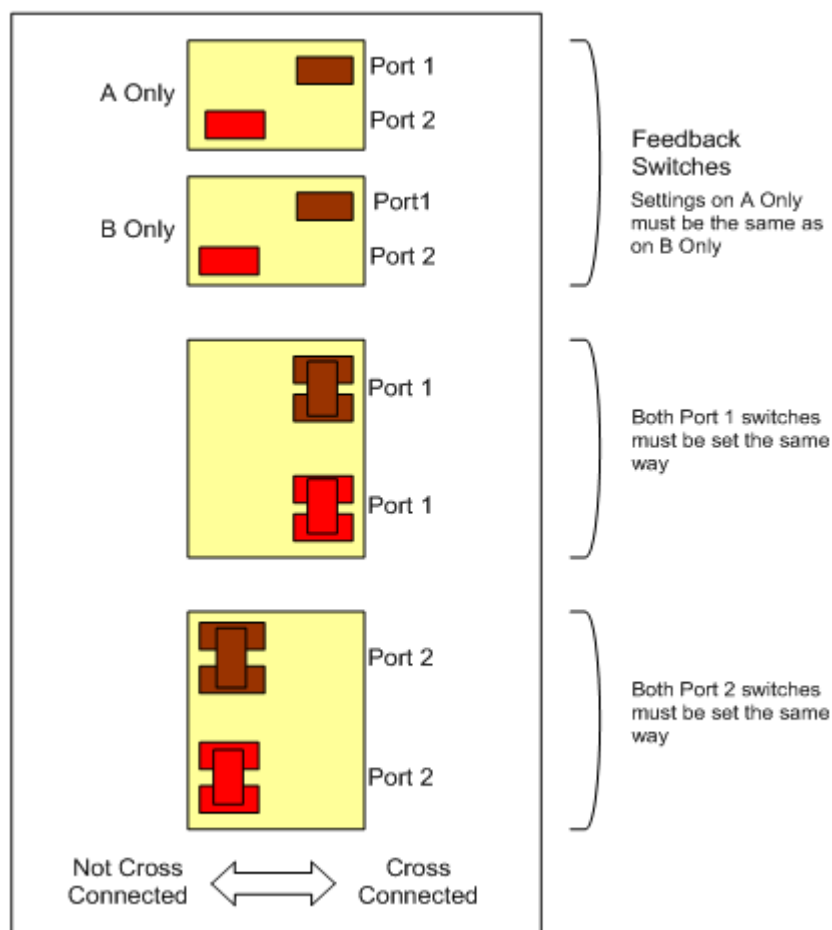 A Only
Port 1
Port 2
B Only
Port1
Port 2
Feedback
Switches
Settings on A Only
must be the same as
on B Only
Port 1
Port 1
Both Port 1 switches
must be set the same
way
Port 2
Port 2
Both Port 2 switches
must be set the same
way
Not Cross
Connected
Cross
Connected